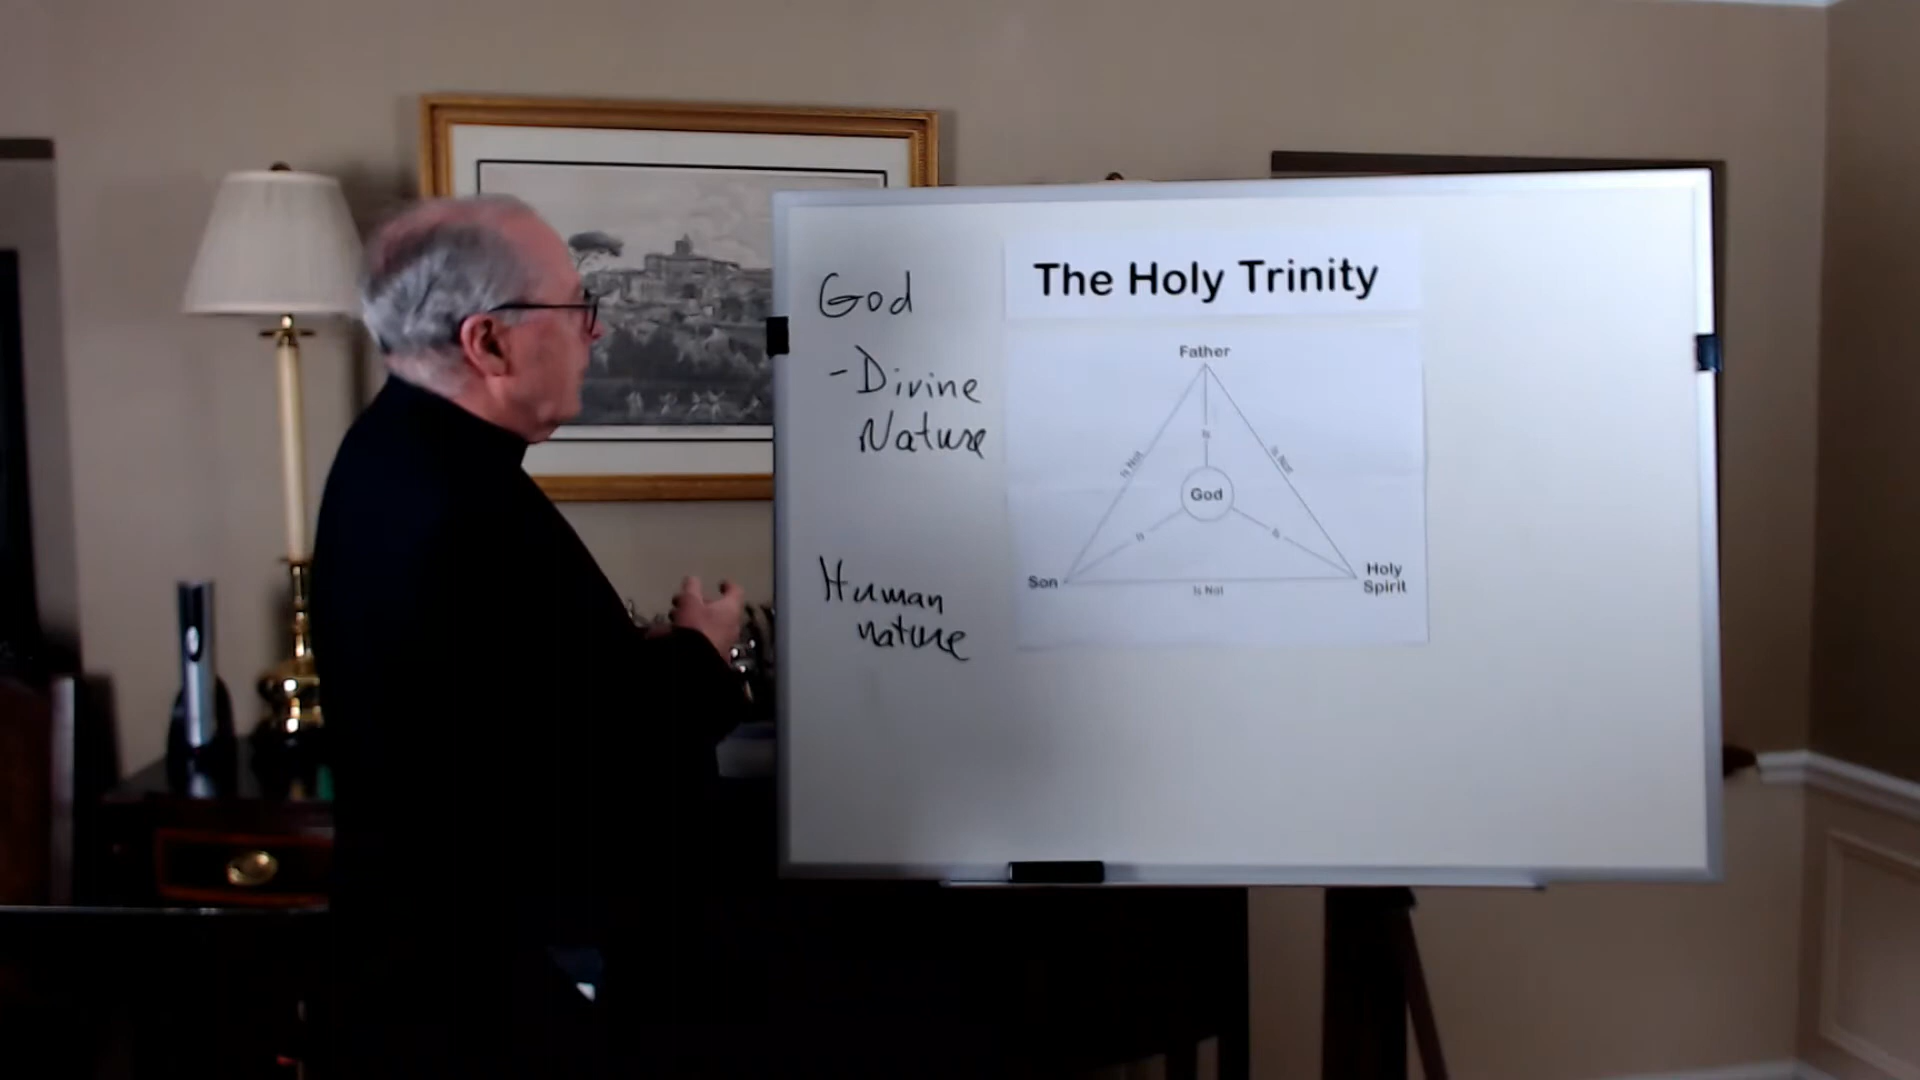 God
- Divine
Nature
Human
nature
The Holy Trinity
Father
Is
Is Not
Is Not
God
Is
Is
Son
Holy
Spirit
Is Not